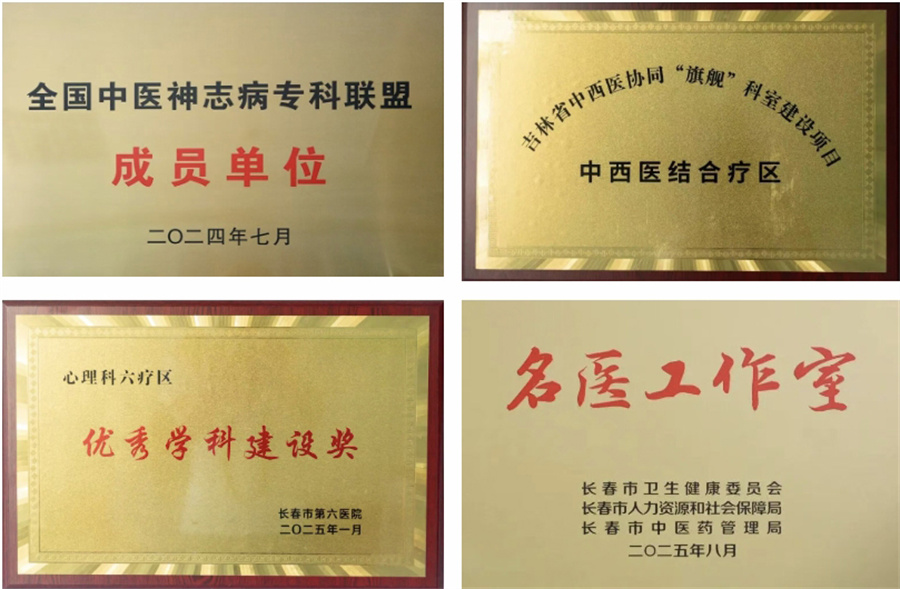 全国中医神志病专科联盟
成员单位
二〇二四年七月
吉林省中西医协同“旗舰”科室建设项目
中西医结合疗区
心理科六疗区
优秀学科建设奖
长春市第六医院
二〇二五年一月
名医工作室
长春市卫生健康委员会
长春市人力资源和社会保障局
长春市中医药管理局
二〇二五年八月